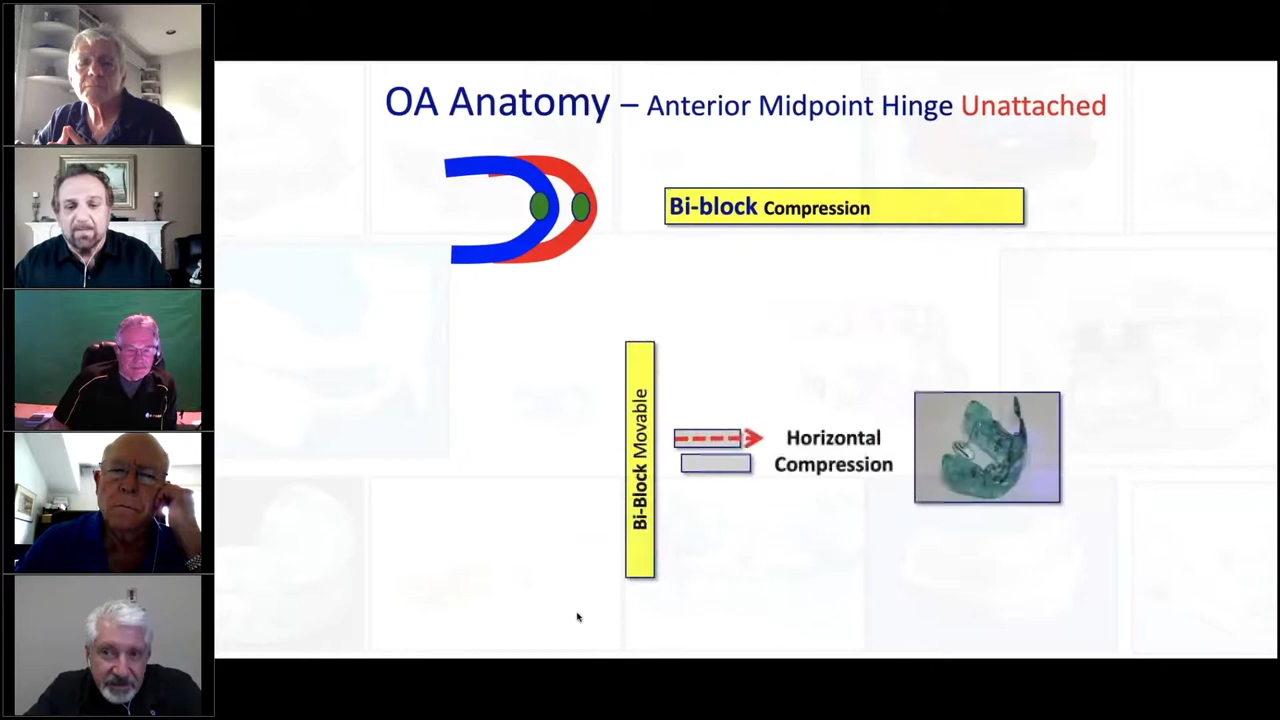 OA Anatomy – Anterior Midpoint Hinge Unattached
Bi-block Compression
Bi-Block Movable
Horizontal
Compression